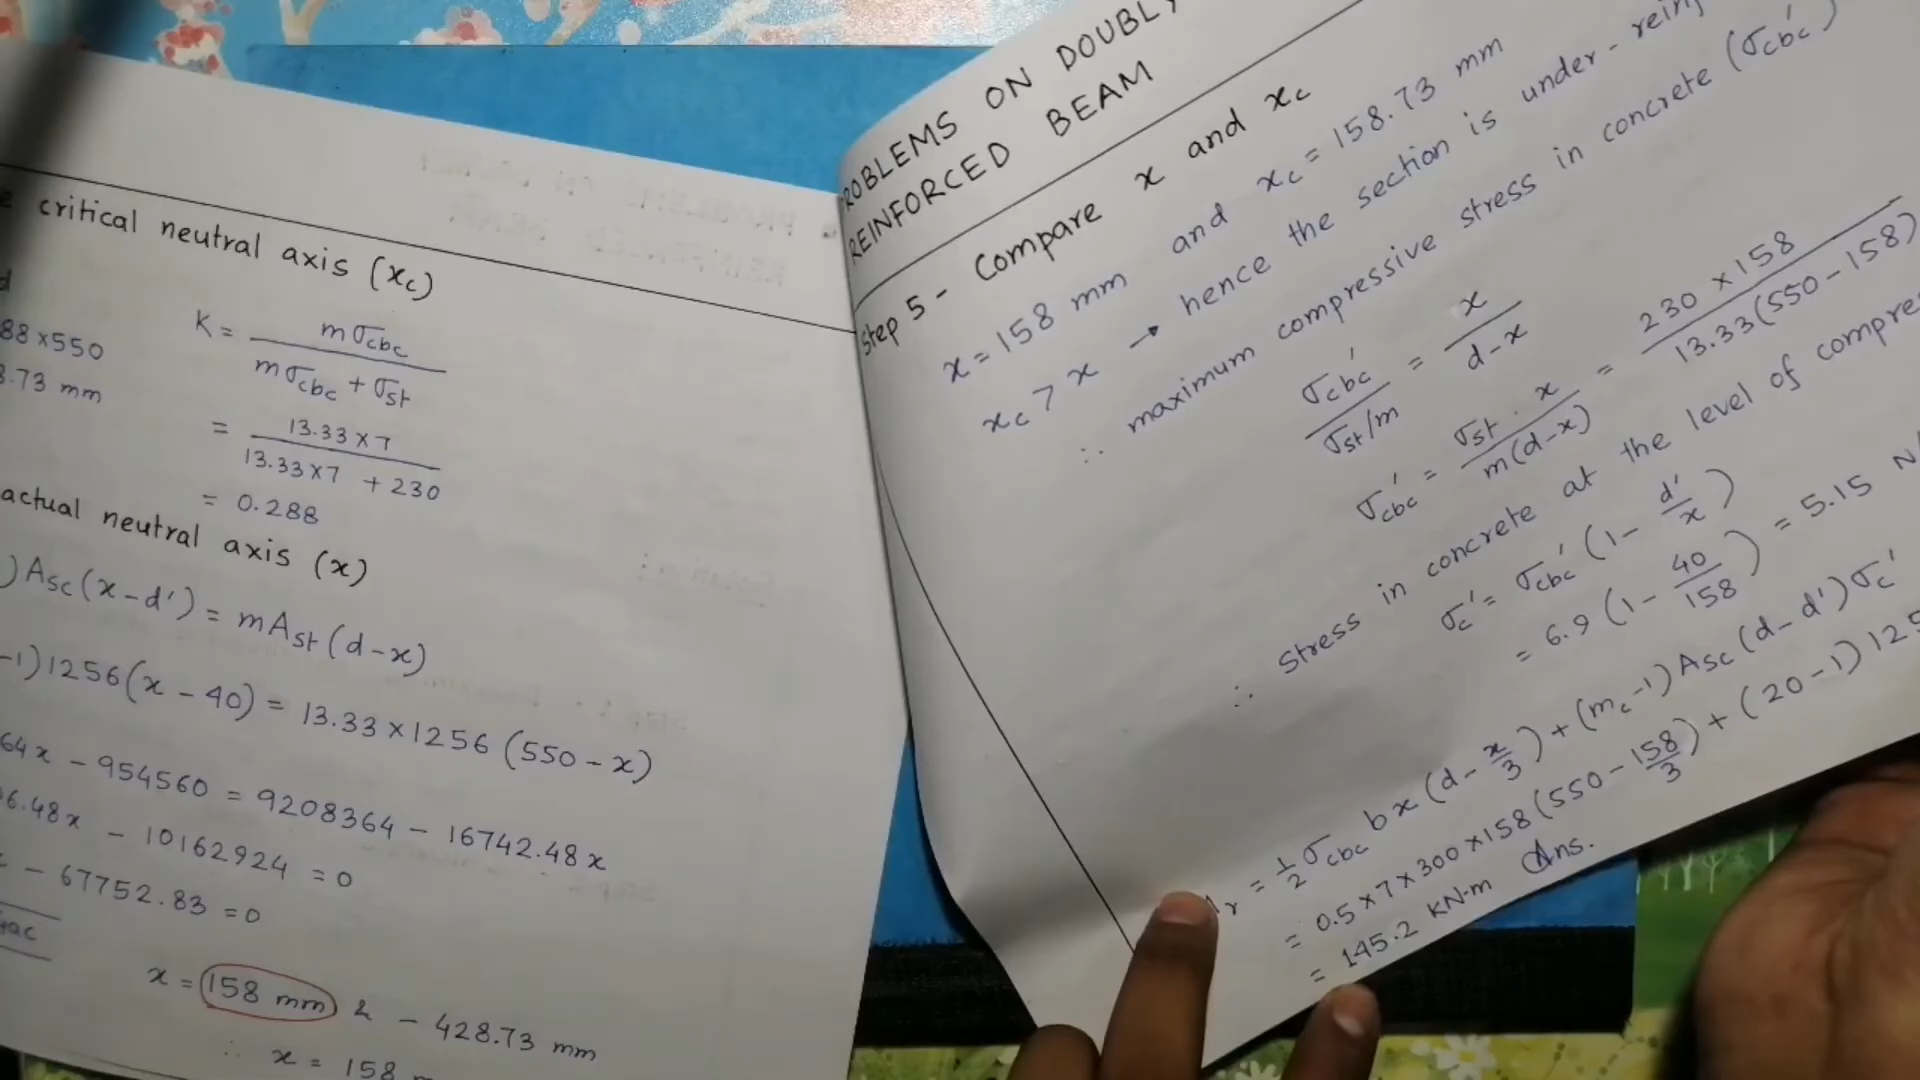 critical neutral axis (xc)
88 × 550
8.73 mm
K = mσcbc / mσcbc + σst
= 13.33 × 7 / 13.33 × 7 + 230
= 0.288
actual neutral axis (x)
) Asc (x - d') = mAst (d - x)
-1) 1256 (x - 40) = 13.33 × 1256 (550 - x)
64x - 954560 = 9208364 - 16742.48x
6.48x - 10162924 = 0
- 67752.83 = 0
x = 158 mm & - 428.73 mm
∴ x = 158
PROBLEMS ON DOUBLY
REINFORCED BEAM
Step 5 - Compare x and xc
x = 158 mm and xc = 158.73 mm
xc > x → hence the section is under-
∴ maximum compressive stress in concrete (σcbc')
σcbc' / σst/m = x / d-x
σcbc' = σst . x / m(d-x) = 230 × 158 / 13.33 (550 - 158)
∴ Stress in concrete at the level of
σc' = σcbc' (1 - d'/x)
= 6.9 (1 - 40/158) = 5.15
Mr = 1/2 σcbc bx (d - x/3) + (mc - 1) Asc (d - d') σc'
= 0.5 × 7 × 300 × 158 (550 - 158/3) + (20 - 1) 125
= 145.2 KN-m Ans.